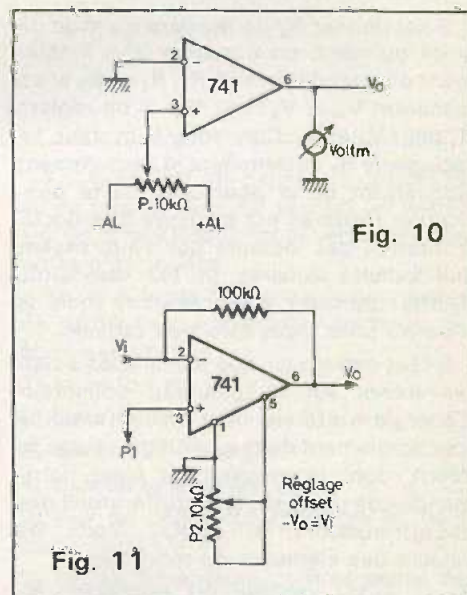 2
741
6
Vo
3
+
Voltm.
P.10kΩ
-AL
+AL
Fig. 10
100kΩ
Vi
2
-
741
6
Vo
3
+
5
1
P1
P2.10kΩ
Réglage
offset
-Vo=Vi
Fig. 11